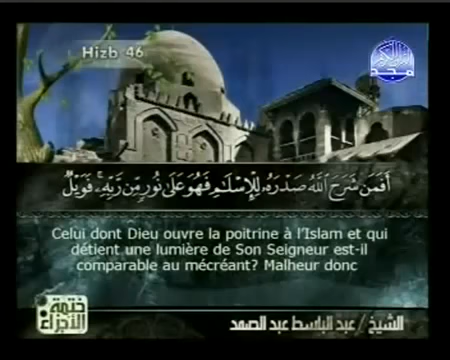 Hizb 46
المجد
أَفَمَن شَرَحَ اللَّهُ صَدْرَهُ لِلْإِسْلَامِ فَهُوَ عَلَىٰ نُورٍ مِّن رَّبِّهِ ۚ فَوَيْلٌ
Celui dont Dieu ouvre la poitrine à l'Islam et qui
détient une lumière de Son Seigneur est-il
comparable au mécréant? Malheur donc
ختمة
الأجزاء
الشيخ / عبد الباسط عبد الصمد